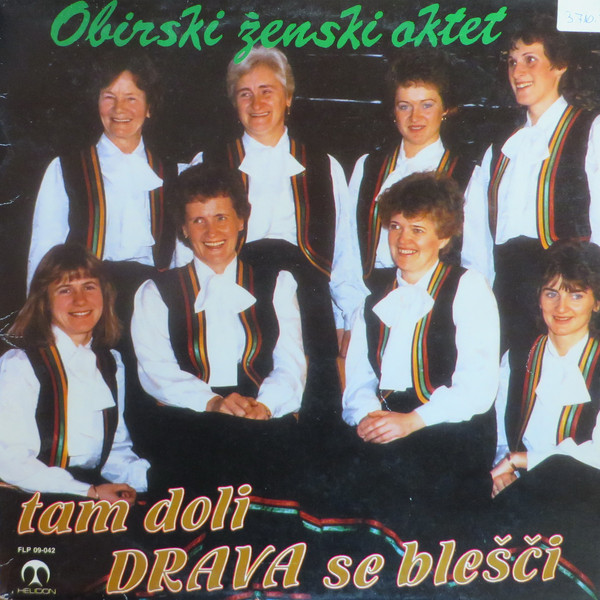 Obirski ženski oktet
tam doli
DRAVA se blešči
FLP 09-042
HELIDON